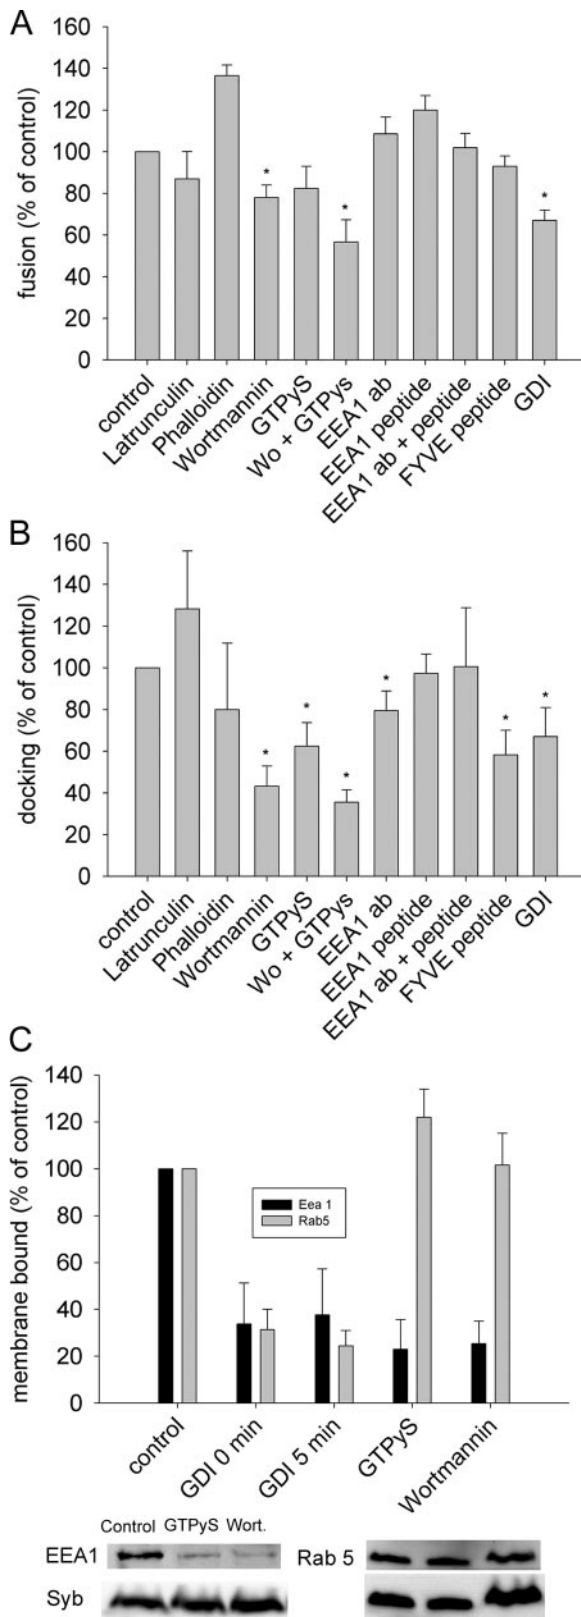 A
160
140
120
100
80
60
40
20
0
fusion (% of control)
* * *
control
Latrunculin
Phalloidin
Wortmannin
GTPyS
Wo + GTPys
EEA1 ab
EEA1 peptide
EEA1 ab + peptide
FYVE peptide
GDI
B
160
140
120
100
80
60
40
20
0
docking (% of control)
* * * * * *
control
Latrunculin
Phalloidin
Wortmannin
GTPyS
Wo + GTPys
EEA1 ab
EEA1 peptide
EEA1 ab + peptide
FYVE peptide
GDI
C
140
120
100
80
60
40
20
0
membrane bound (% of control)
Eea 1
Rab5
control
GDI 0 min
GDI 5 min
GTPyS
Wortmannin
Control GTPyS Wort.
EEA1
Rab 5
Syb